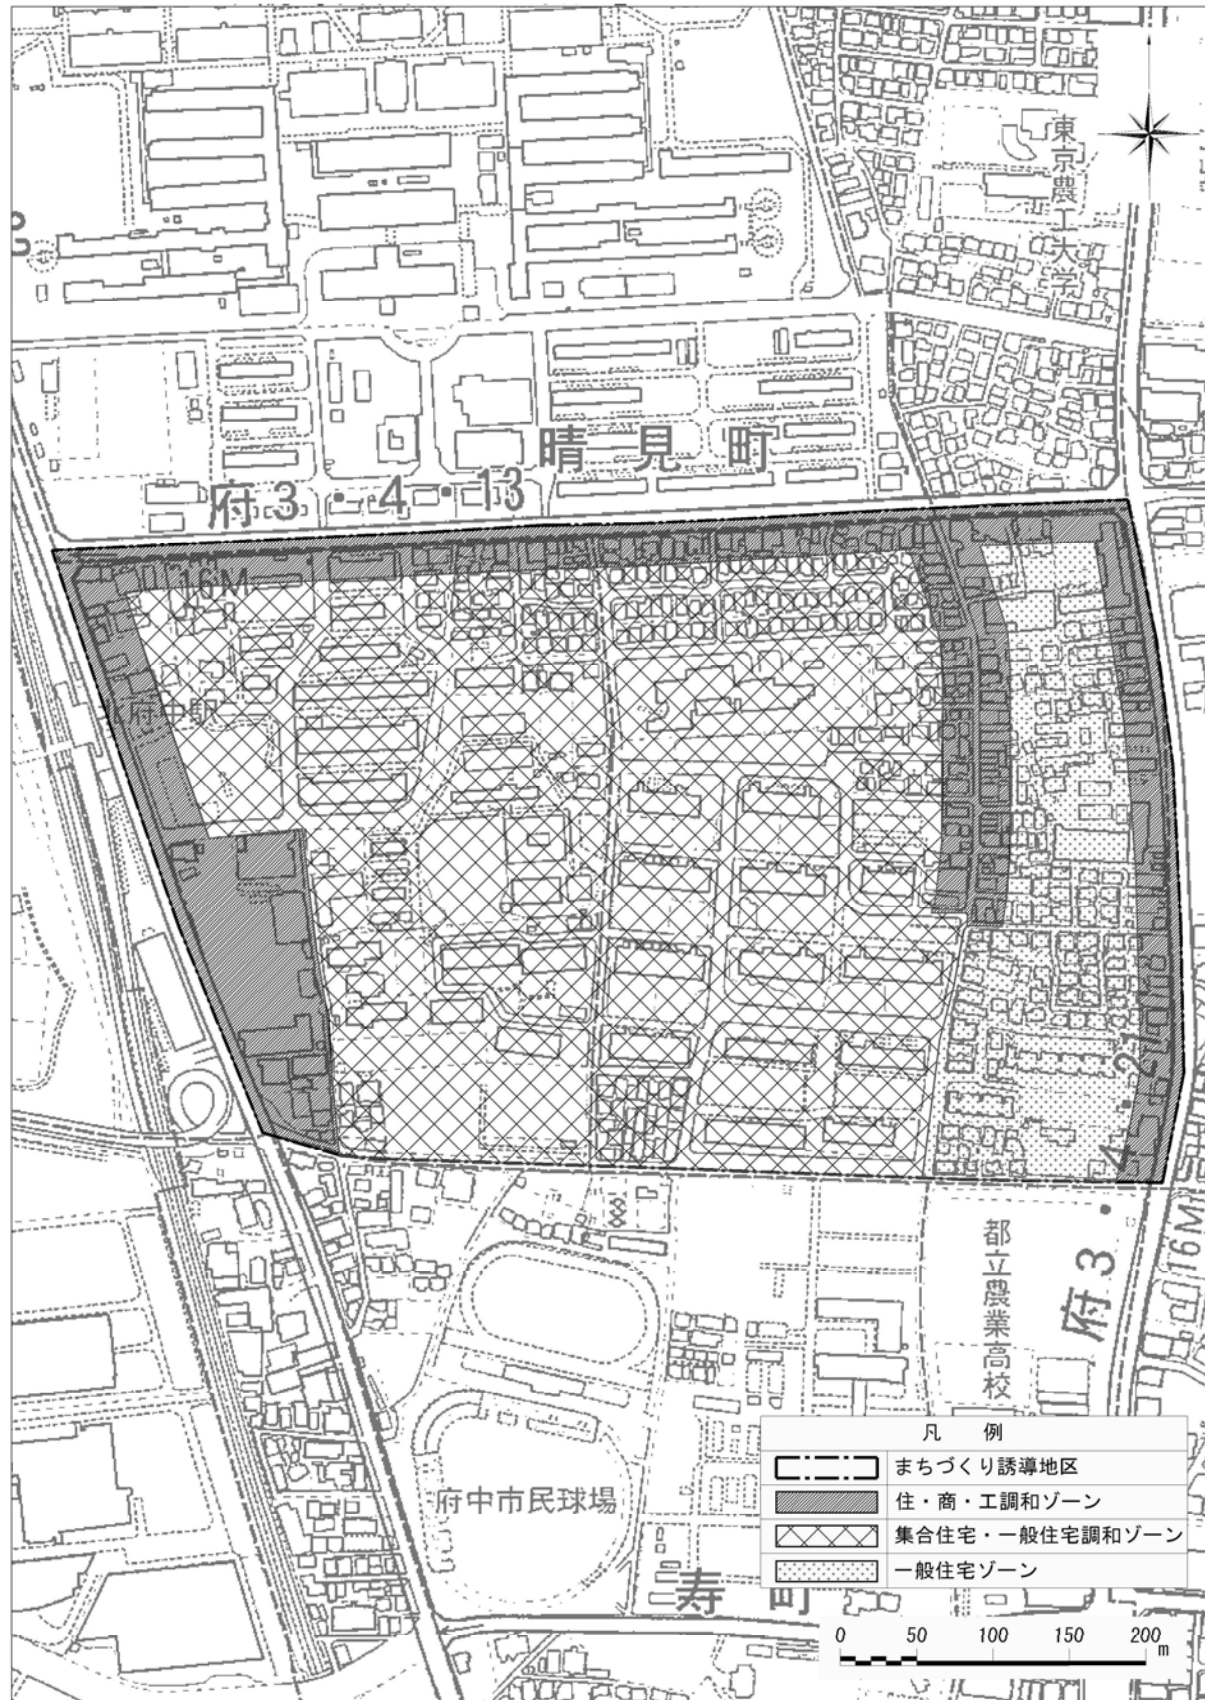 東京農工大学
晴見町
府3・4・13
16M
府中町
21
4・
府3・
16M
都立農業高校
凡 例
まちづくり誘導地区
住・商・工調和ゾーン
集合住宅・一般住宅調和ゾーン
一般住宅ゾーン
府中市民球場
寿町
0 50 100 150 200
m